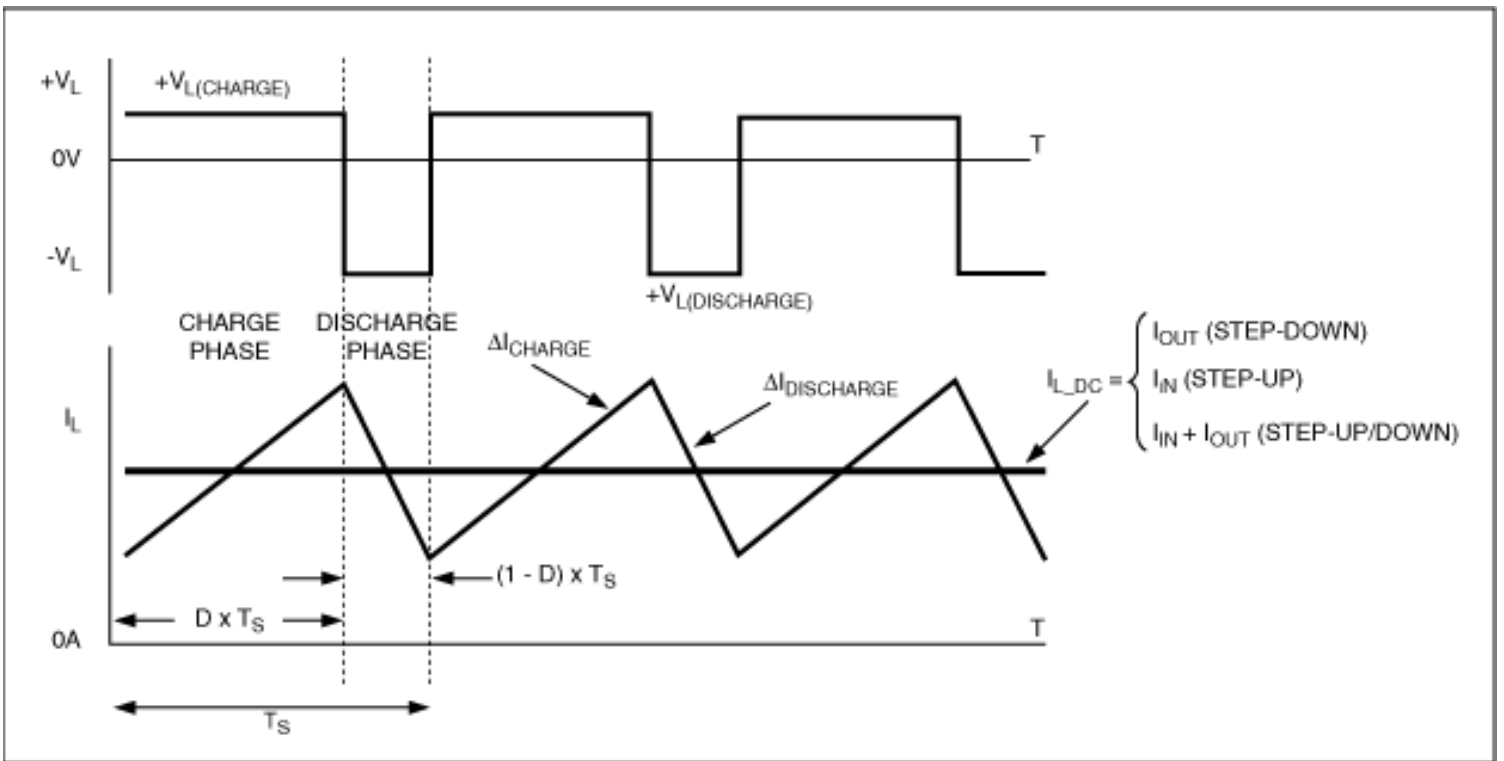 +VL
+VL(CHARGE)
0V
T
-VL
+VL(DISCHARGE)
CHARGE PHASE
DISCHARGE PHASE
ΔICHARGE
ΔIDISCHARGE
IL_DC =
IOUT (STEP-DOWN)
IIN (STEP-UP)
IIN + IOUT (STEP-UP/DOWN)
IL
(1 - D) x TS
D x TS
0A
T
TS